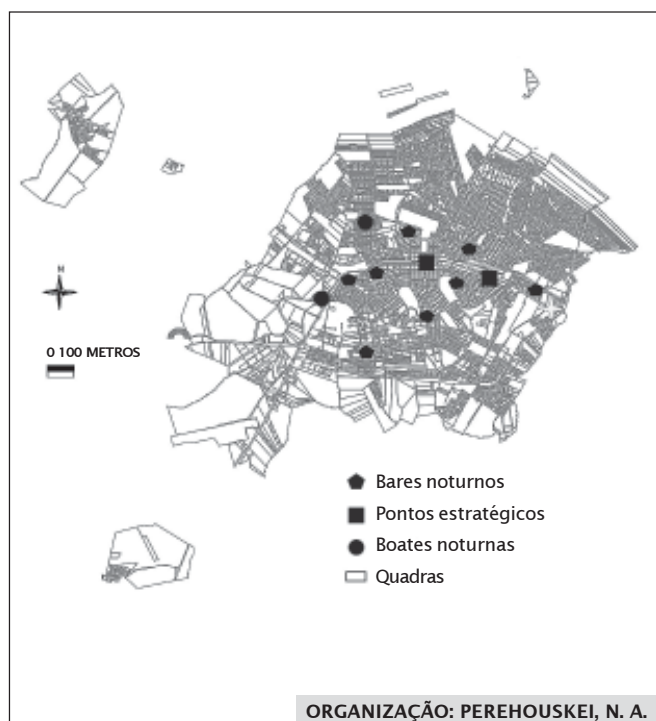 N
0 100 METROS
Bares noturnos
Pontos estratégicos
Boates noturnas
Quadras
ORGANIZAÇÃO: PEREHOUSKEI, N. A.